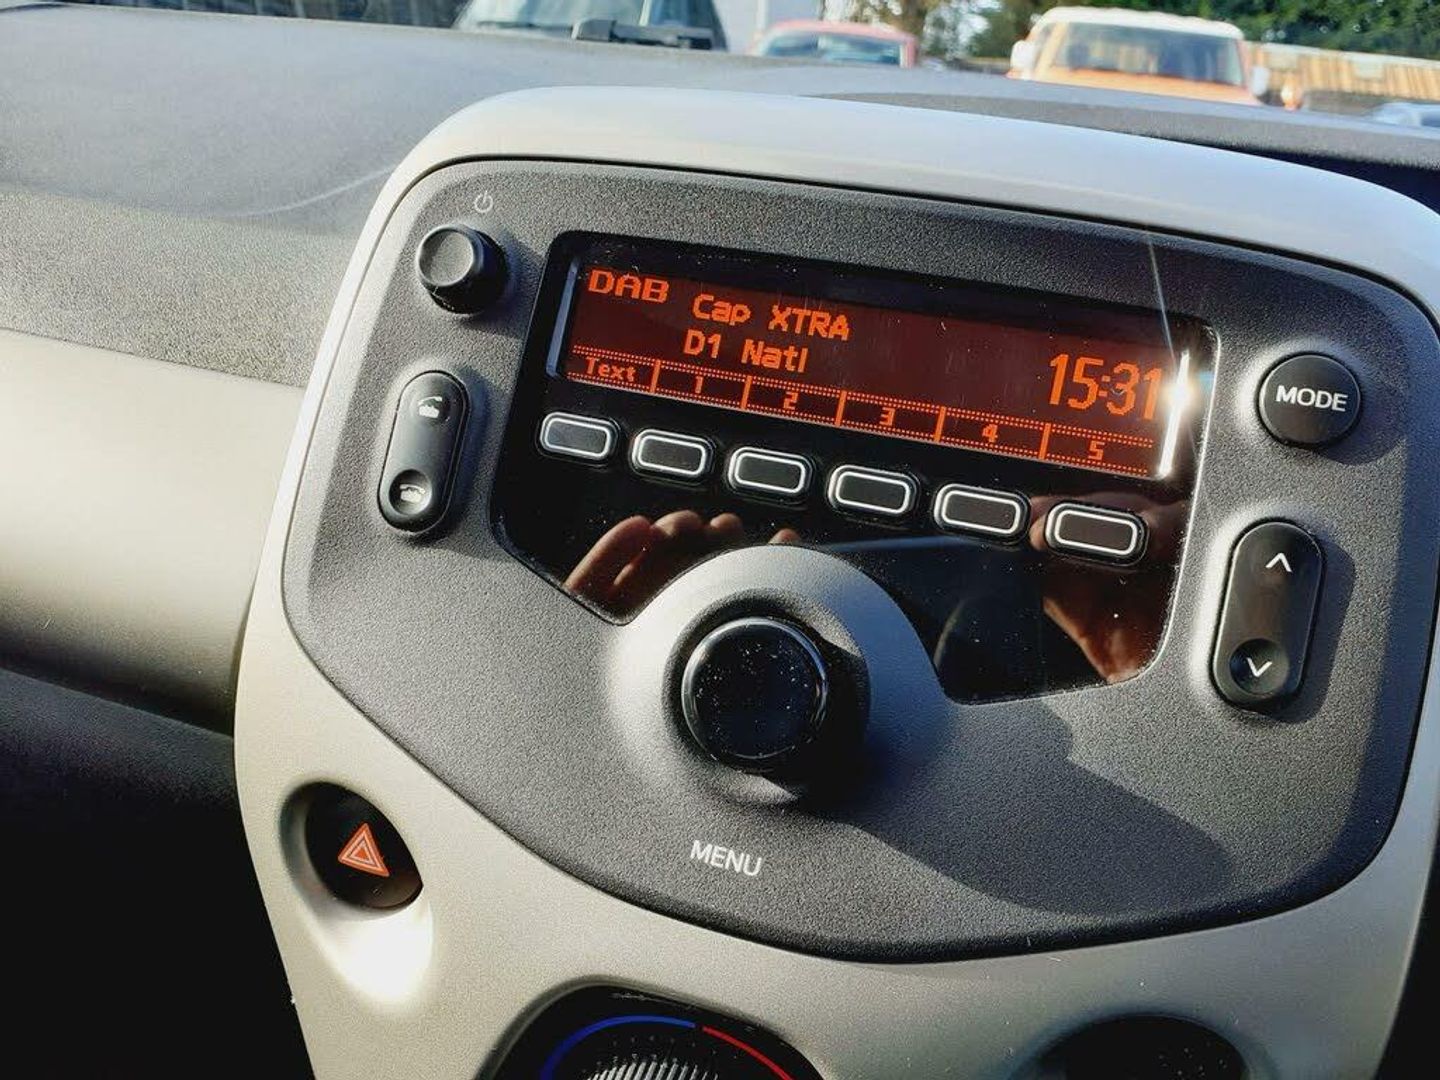 DAB
Cap XTRA
D1 Natl
15:31
Text 1 2 3 4 5
MODE
MENU